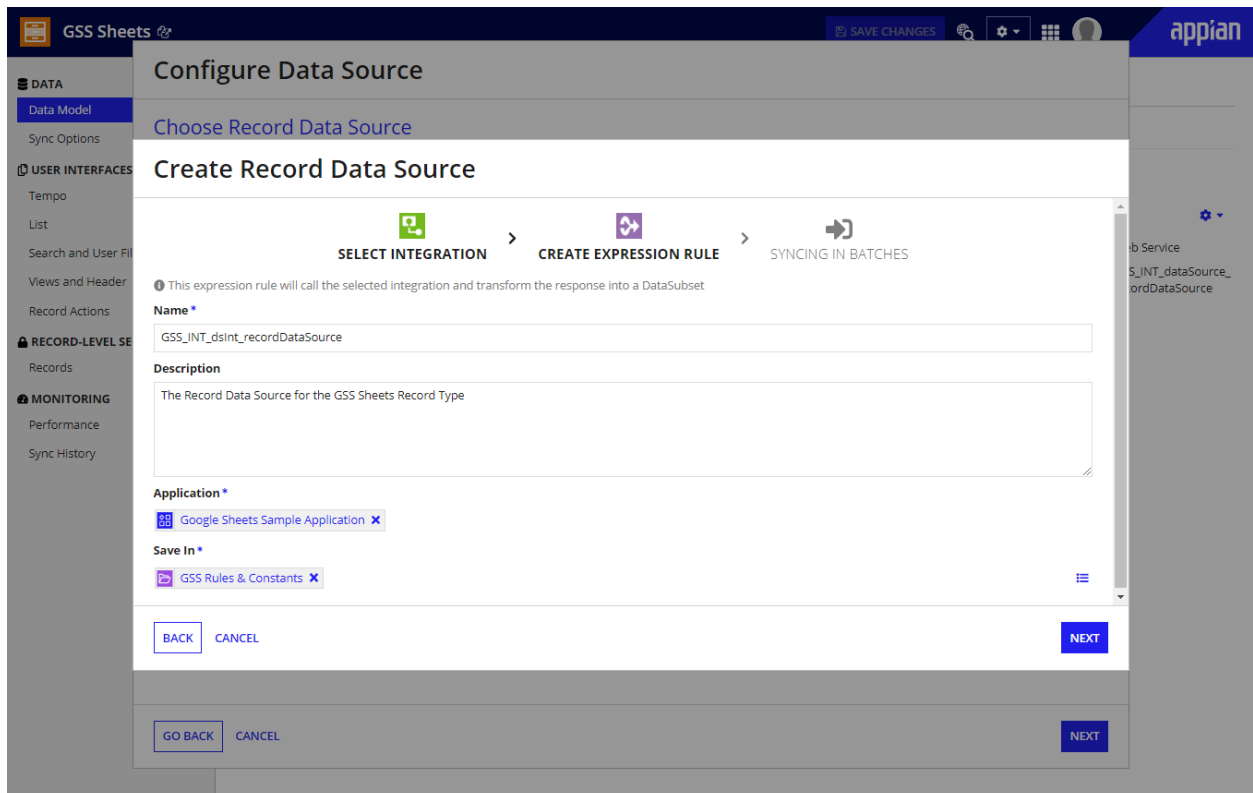 GSS Sheets
SAVE CHANGES
appian
DATA
Data Model
Sync Options
USER INTERFACES
Tempo
List
Search and User Fil
Views and Header
Record Actions
RECORD-LEVEL SE
Records
MONITORING
Performance
Sync History
Configure Data Source
Choose Record Data Source
Create Record Data Source
SELECT INTEGRATION
CREATE EXPRESSION RULE
SYNCING IN BATCHES
This expression rule will call the selected integration and transform the response into a DataSubset
Name *
GSS_INT_dsInt_recordDataSource
Description
The Record Data Source for the GSS Sheets Record Type
Application *
Google Sheets Sample Application
Save In *
GSS Rules & Constants
BACK CANCEL NEXT
GO BACK CANCEL NEXT
b Service
S_INT_dataSource_
ordDataSource